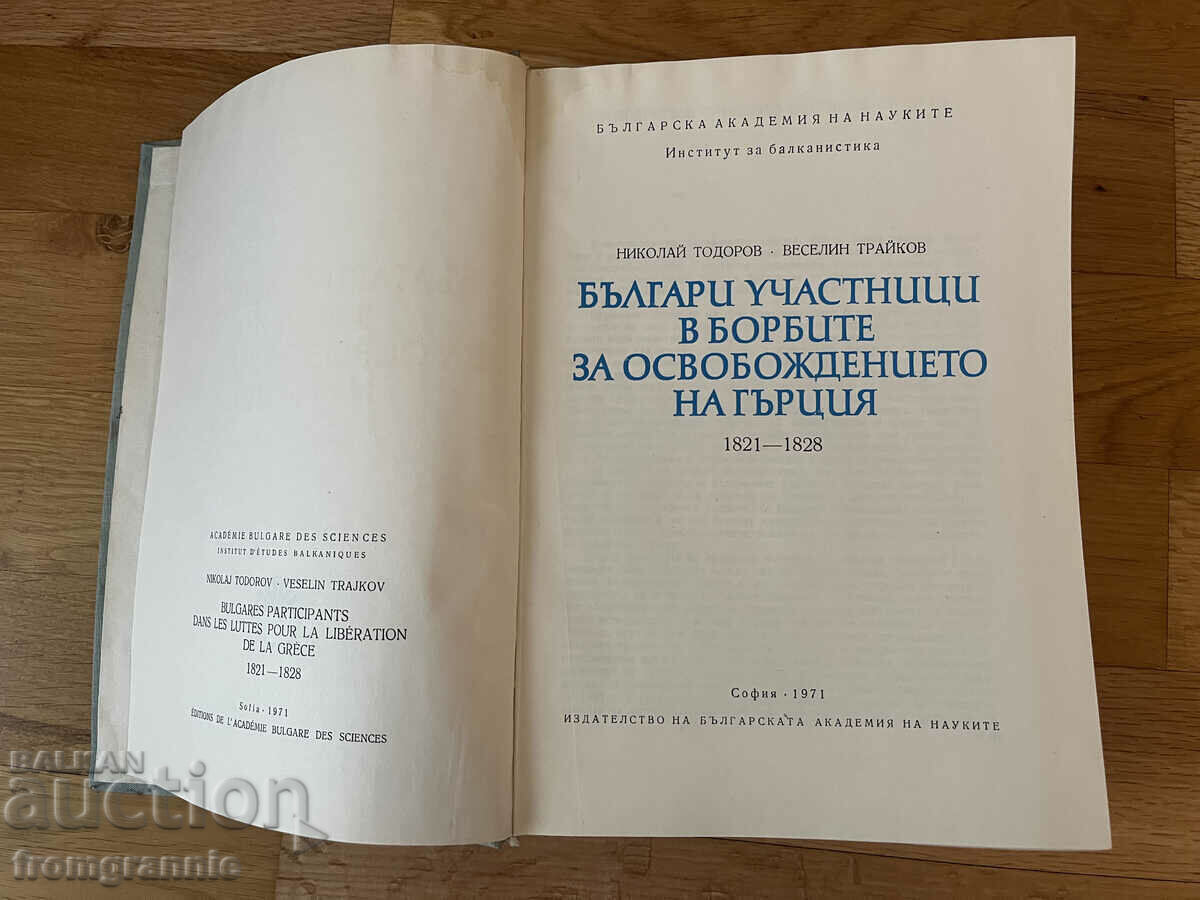 ACADÉMIE BULGARE DES SCIENCES
INSTITUT D'ÉTUDES BALKANIQUES
NIKOLAJ TODOROV · VESELIN TRAJKOV
BULGARES PARTICIPANTS
DANS LES LUTTES POUR LA LIBÉRATION
DE LA GRÈCE
1821—1828
Sofia · 1971
ÉDITIONS DE L'ACADÉMIE BULGARE DES SCIENCES
БЪЛГАРСКА АКАДЕМИЯ НА НАУКИТЕ
Институт за балканистика
НИКОЛАЙ ТОДОРОВ · ВЕСЕЛИН ТРАЙКОВ
БЪЛГАРИ УЧАСТНИЦИ
В БОРБИТЕ
ЗА ОСВОБОЖДЕНИЕТО
НА ГЪРЦИЯ
1821—1828
София · 1971
ИЗДАТЕЛСТВО НА БЪЛГАРСКАТА АКАДЕМИЯ НА НАУКИТЕ
BALKAN
auction
fromgrannie